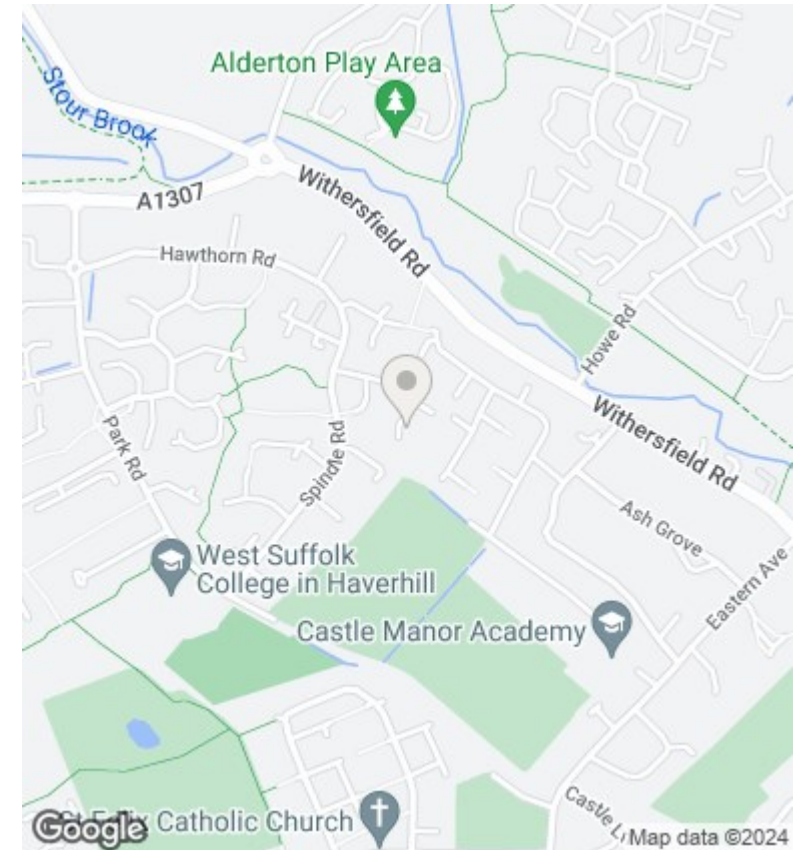 Alderton Play Area
Stour Brook
A1307
Withersfield Rd
Hawthorn Rd
Howe Rd
Withersfield Rd
Park Rd
Spindle Rd
Ash Grove
Eastern Ave
West Suffolk
College in Haverhill
Castle Manor Academy
Felix Catholic Church
Castle
Google
Map data ©2024